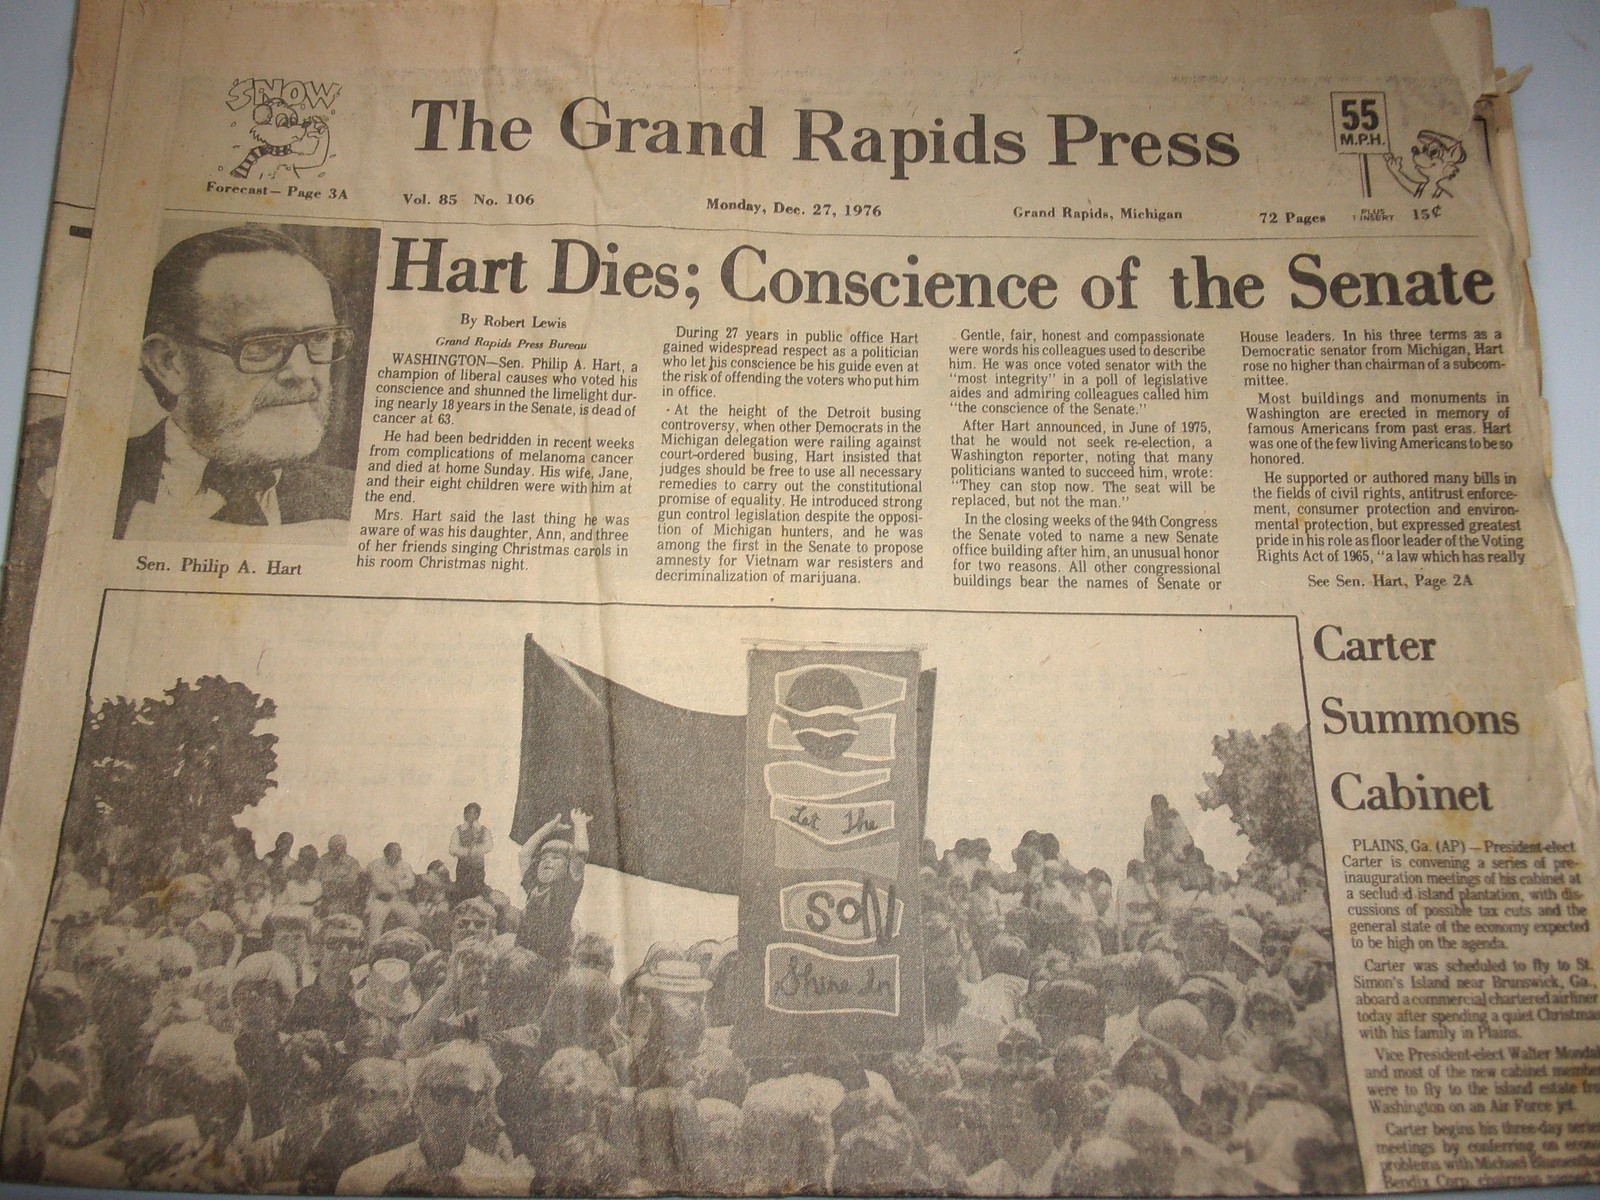 SNOW
Forecast— Page 3A
The Grand Rapids Press
55
M.P.H.
Vol. 85 No. 106
Monday, Dec. 27, 1976
Grand Rapids, Michigan
72 Pages
PLUS
1 INSERT
15¢
Hart Dies; Conscience of the Senate
Sen. Philip A. Hart
By Robert Lewis
Grand Rapids Press Bureau
WASHINGTON—Sen. Philip A. Hart, a
champion of liberal causes who voted his
conscience and shunned the limelight dur-
ing nearly 18 years in the Senate, is dead of
cancer at 63.
He had been bedridden in recent weeks
from complications of melanoma cancer
and died at home Sunday. His wife, Jane,
and their eight children were with him at
the end.
Mrs. Hart said the last thing he was
aware of was his daughter, Ann, and three
of her friends singing Christmas carols in
his room Christmas night.
During 27 years in public office Hart
gained widespread respect as a politician
who let his conscience be his guide even at
the risk of offending the voters who put him
in office.
At the height of the Detroit busing
controversy, when other Democrats in the
Michigan delegation were railing against
court-ordered busing, Hart insisted that
judges should be free to use all necessary
remedies to carry out the constitutional
promise of equality. He introduced strong
gun control legislation despite the opposi-
tion of Michigan hunters, and he was
among the first in the Senate to propose
amnesty for Vietnam war resisters and
decriminalization of marijuana.
Gentle, fair, honest and compassionate
were words his colleagues used to describe
him. He was once voted senator with the
"most integrity" in a poll of legislative
aides and admiring colleagues called him
"the conscience of the Senate."
After Hart announced, in June of 1975,
that he would not seek re-election, a
Washington reporter, noting that many
politicians wanted to succeed him, wrote:
"They can stop now. The seat will be
replaced, but not the man."
In the closing weeks of the 94th Congress
the Senate voted to name a new Senate
office building after him, an unusual honor
for two reasons. All other congressional
buildings bear the names of Senate or
House leaders. In his three terms as a
Democratic senator from Michigan, Hart
rose no higher than chairman of a subcom-
mittee.
Most buildings and monuments in
Washington are erected in memory of
famous Americans from past eras. Hart
was one of the few living Americans to be so
honored.
He supported or authored many bills in
the fields of civil rights, antitrust enforce-
ment, consumer protection and environ-
mental protection, but expressed greatest
pride in his role as floor leader of the Voting
Rights Act of 1965, "a law which has really
See Sen. Hart, Page 2A
Let The
SON
Shine In
Carter
Summons
Cabinet
PLAINS, Ga. (AP) — President-elect
Carter is convening a series of pre-
inauguration meetings of his cabinet at
a secluded island plantation, with dis-
cussions of possible tax cuts and the
general state of the economy expected
to be high on the agenda.
Carter was scheduled to fly to St.
Simon's Island near Brunswick, Ga.,
aboard a commercial chartered airliner
today after spending a quiet Christmas
with his family in Plains.
Vice President-elect Walter Mondal
and most of the new cabinet membe
were to fly to the island estate fro
Washington on an Air Force jet.
Carter begins his three-day serie
meetings by conferring on econo
problems with Michael Blumenthal
Bendix Corp. chairman